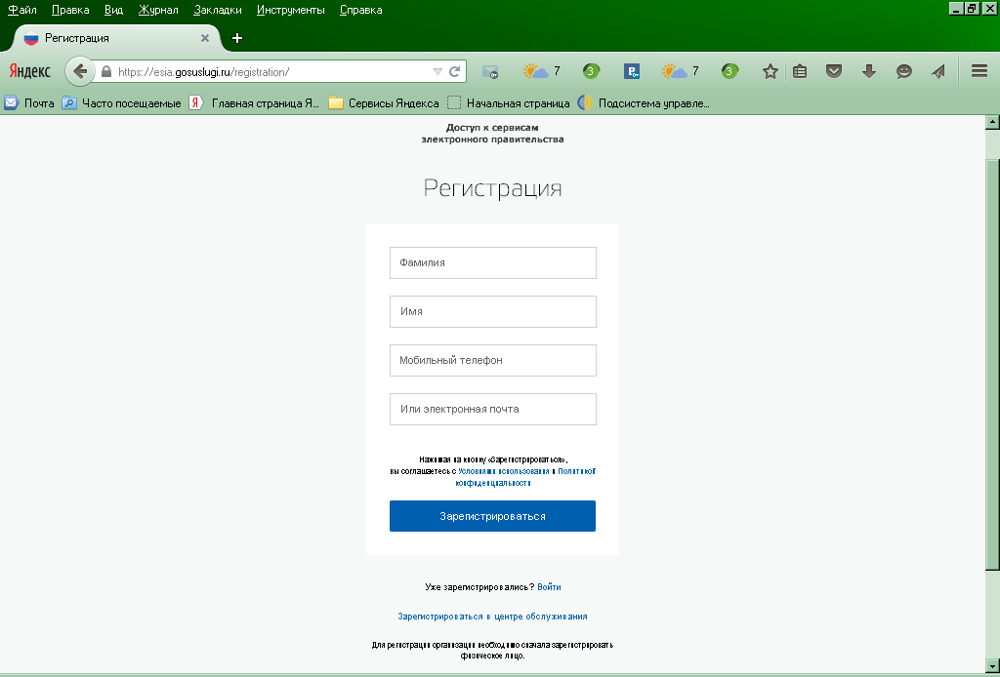 Файл Правка Вид Журнал Закладки Инструменты Справка
Регистрация
Яндекс https://esia.gosuslugi.ru/registration/ 7 3 P 7 3
Почта Часто посещаемые Я Главная страница Я... Сервисы Яндекса Начальная страница Подсистема управле...
Доступ к сервисам
электронного правительства
Регистрация
Фамилия
Имя
Мобильный телефон
Или электронная почта
Нажимая на кнопку «Зарегистрироваться»,
вы соглашаетесь с Условиями использования и Политикой
конфиденциальности
Зарегистрироваться
Уже зарегистрировались? Войти
Зарегистрироваться в центре обслуживания
Для регистрации организации необходимо сначала зарегистрировать
физическое лицо.